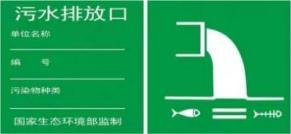 污水排放口
单位名称
编 号
污染物种类
国家生态环境部监制